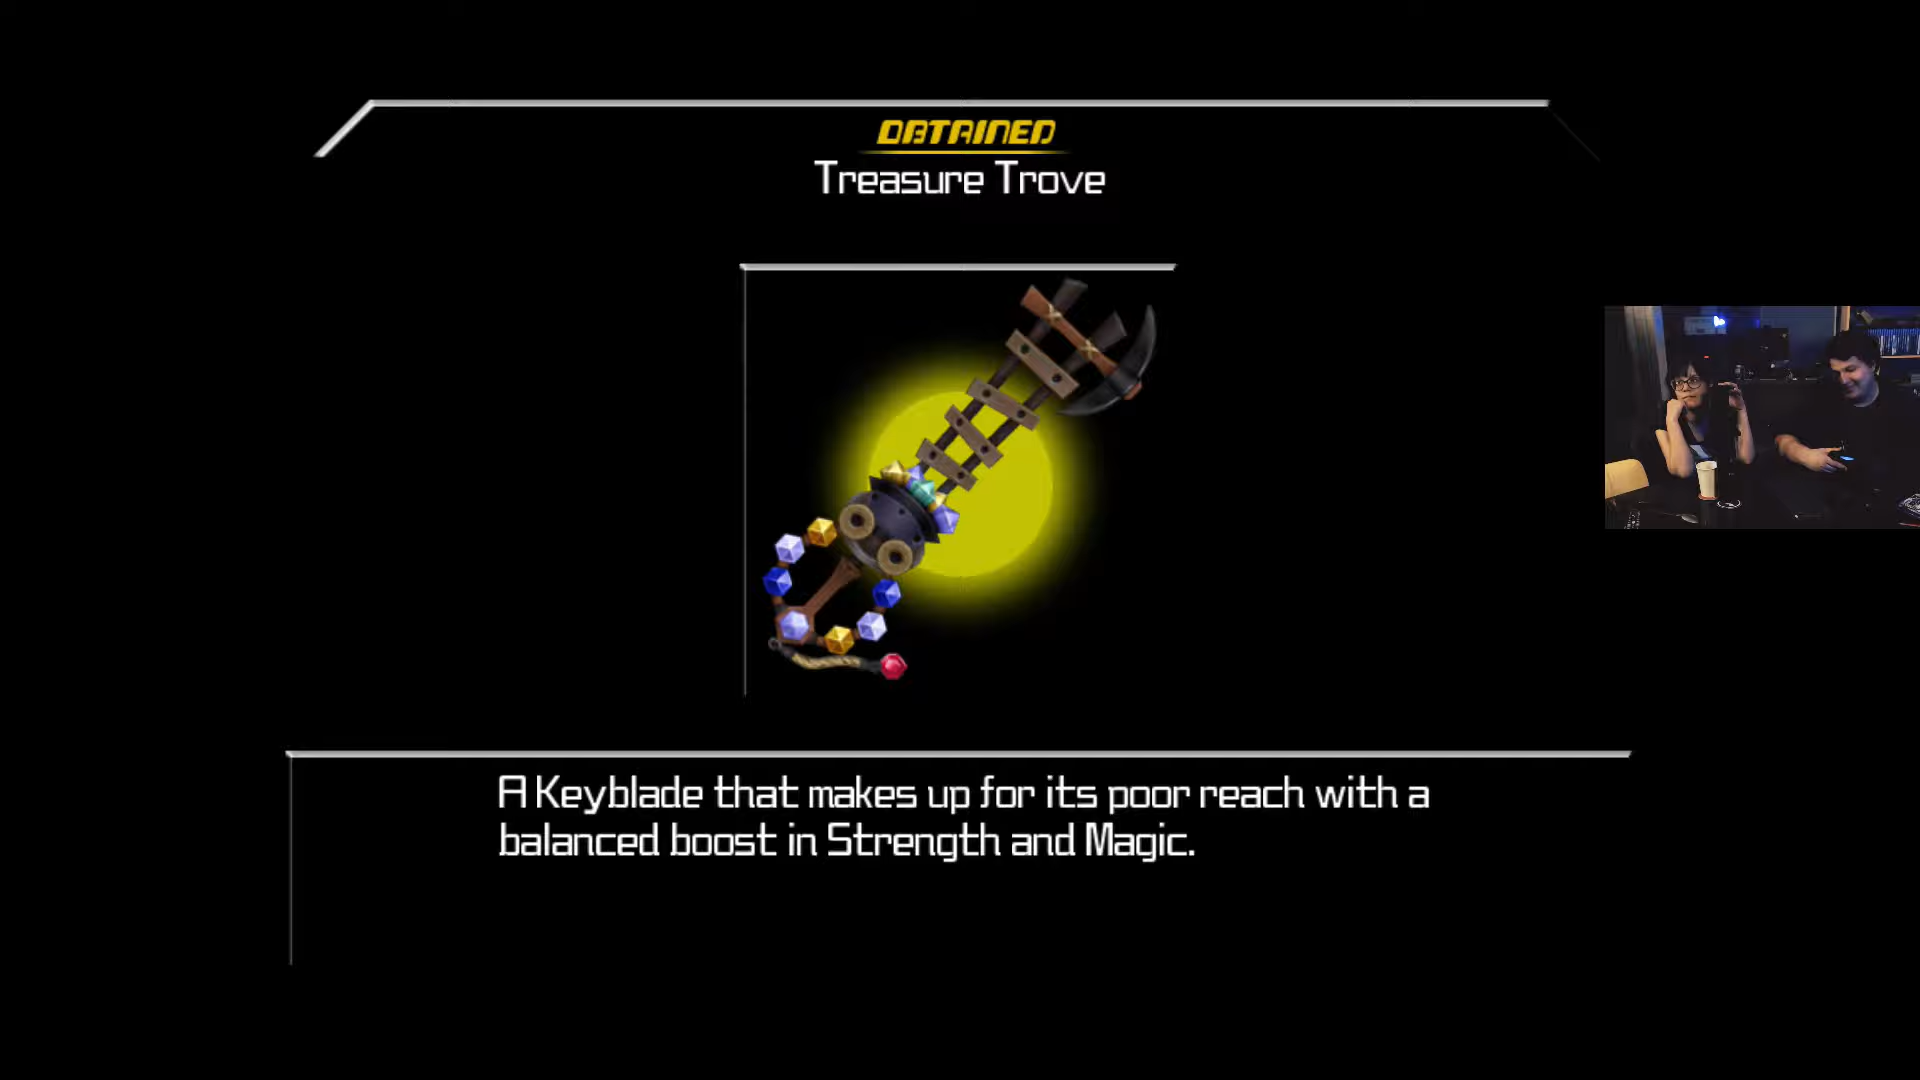 OBTAINED
Treasure Trove
A Keyblade that makes up for its poor reach with a
balanced boost in Strength and Magic.